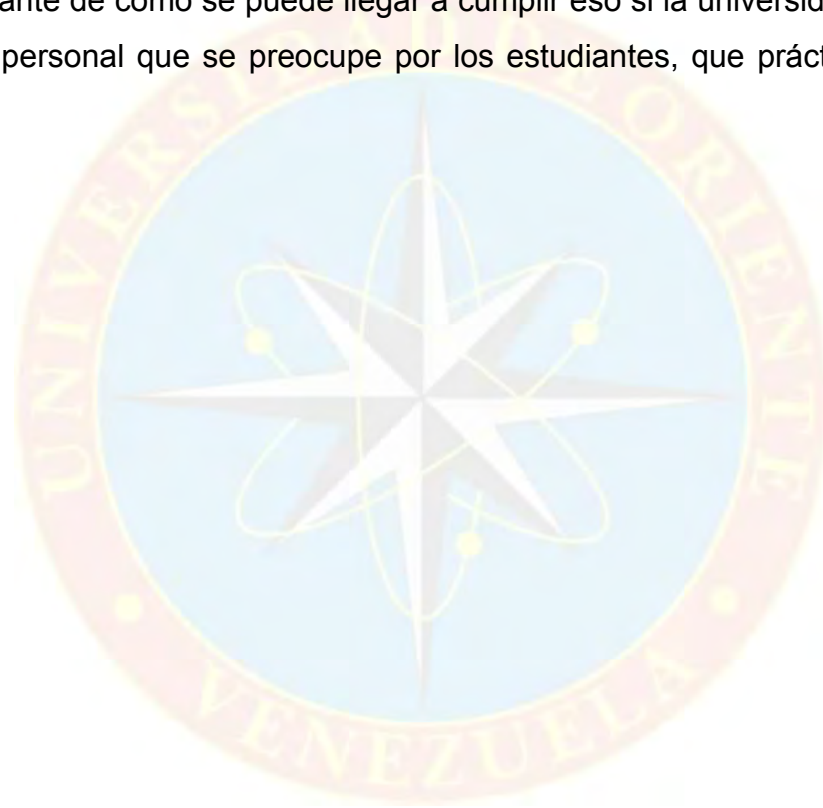 ante de cómo se puede llegar a cumplir eso si la universid
personal que se preocupe por los estudiantes, que práct
UNIVERSIDAD DE ORIENTE
VENEZUELA